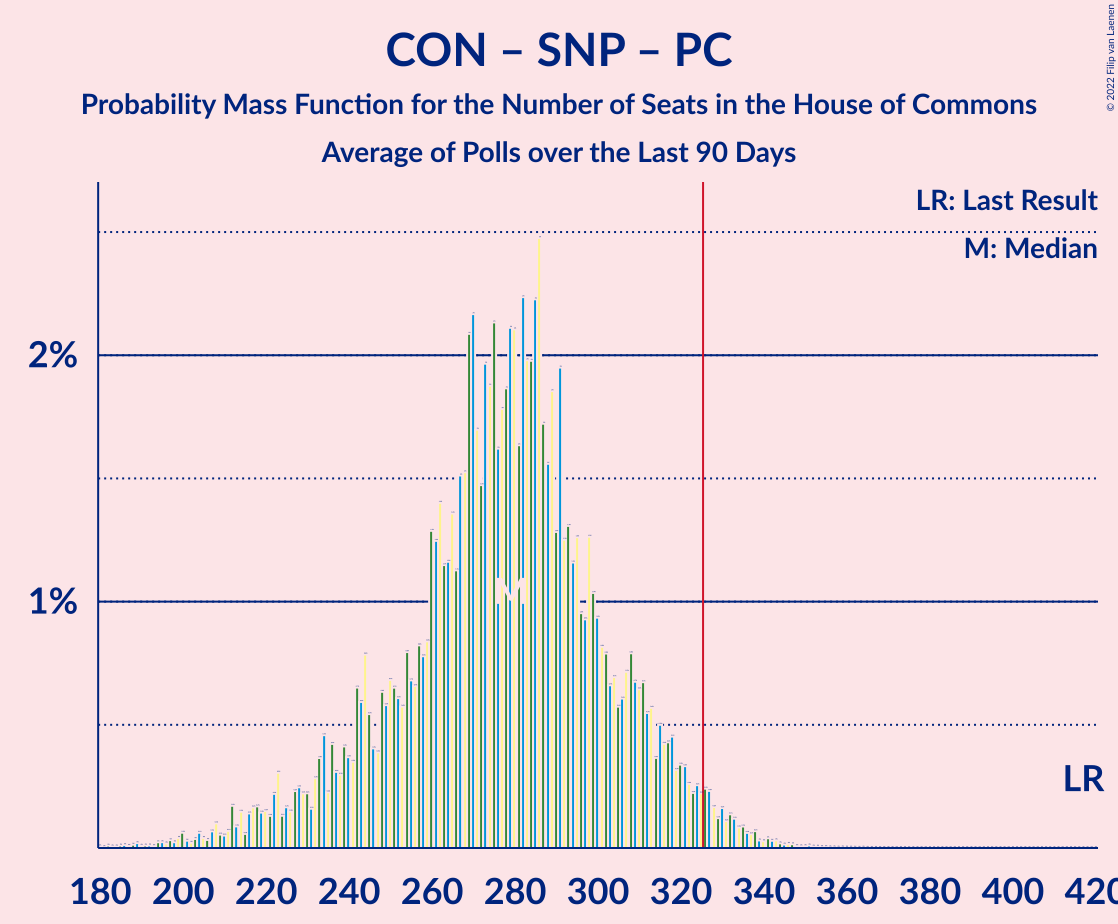 CON – SNP – PC
Probability Mass Function for the Number of Seats in the House of Commons
Average of Polls over the Last 90 Days
© 2022 Filip van Laenen
LR: Last Result
M: Median
2%
1%
M
LR
180 200 220 240 260 280 300 320 340 360 380 400 420